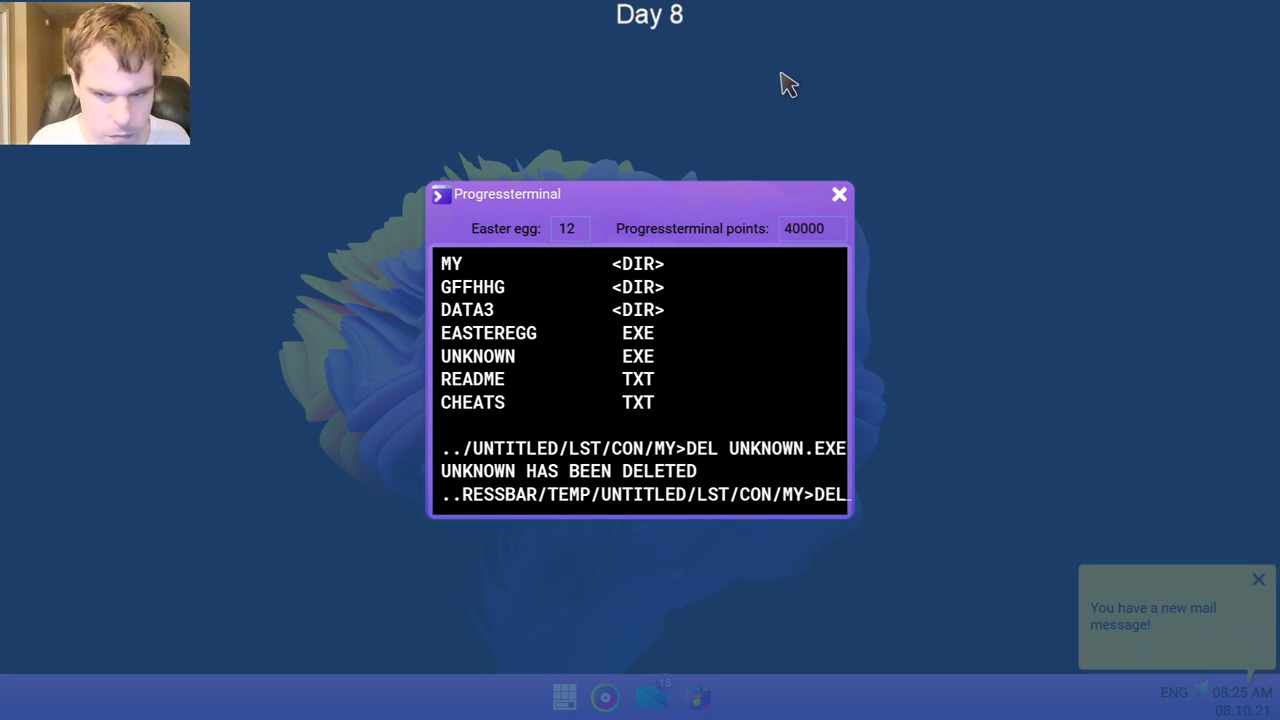 Day 8
Progressterminal
Easter egg: 12 Progressterminal points: 40000
MY <DIR>
GFFHHG <DIR>
DATA3 <DIR>
EASTEREGG EXE
UNKNOWN EXE
README TXT
CHEATS TXT
../UNTITLED/LST/CON/MY>DEL UNKNOWN.EXE
UNKNOWN HAS BEEN DELETED
..RESSBAR/TEMP/UNTITLED/LST/CON/MY>DEL_
You have a new mail
message!
15
ENG 08:25 AM
08.10.21